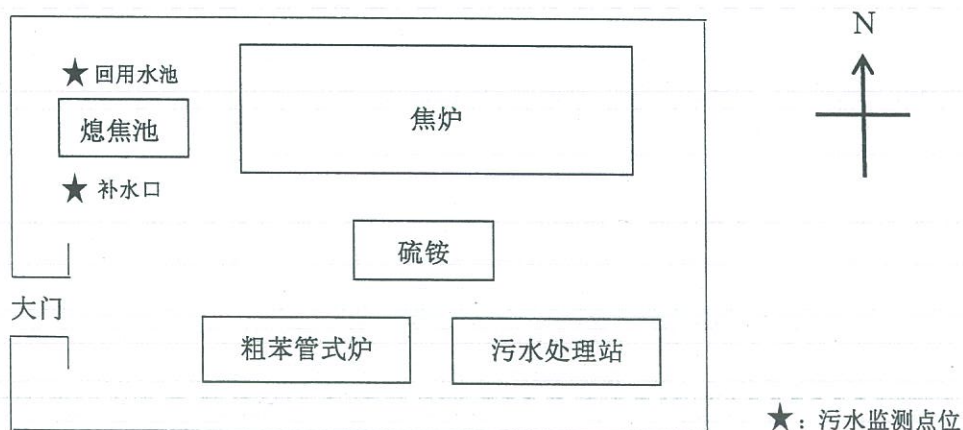 N
回用水池
焦炉
熄焦池
补水口
硫铵
大门
粗苯管式炉
污水处理站
★：污水监测点位